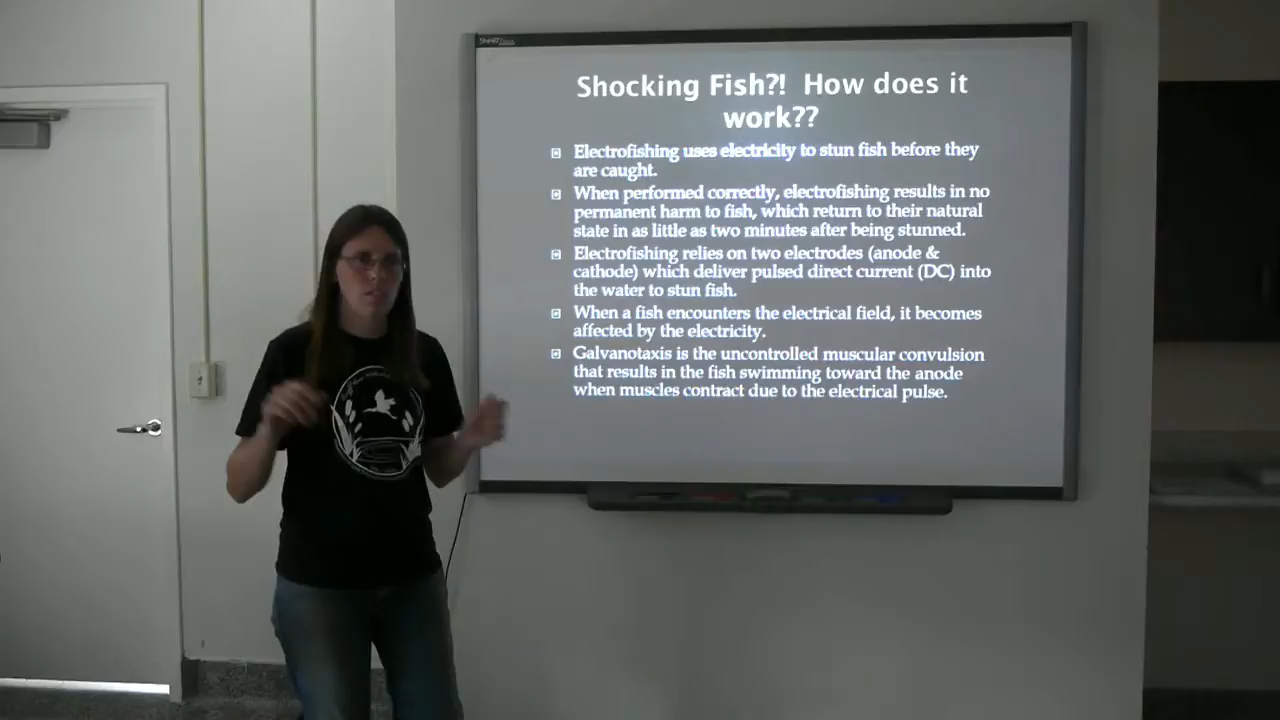 Shocking Fish?! How does it
work??
Electrofishing uses electricity to stun fish before they
are caught.
When performed correctly, electrofishing results in no
permanent harm to fish, which return to their natural
state in as little as two minutes after being stunned.
Electrofishing relies on two electrodes (anode &
cathode) which deliver pulsed direct current (DC) into
the water to stun fish.
When a fish encounters the electrical field, it becomes
affected by the electricity.
Galvanotaxis is the uncontrolled muscular convulsion
that results in the fish swimming toward the anode
when muscles contract due to the electrical pulse.